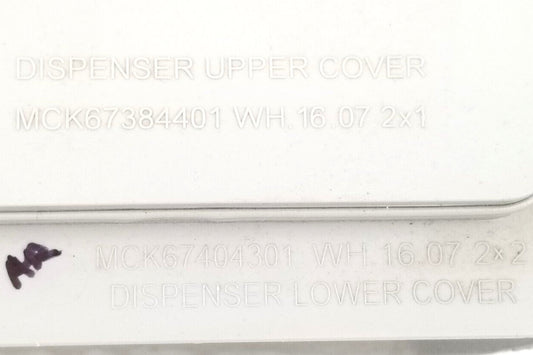 DISPENSER UPPER COVER
MCK67384401 WH.16.07 2x1
MCK67404301 WH.16.07 2x2
DISPENSER LOWER COVER